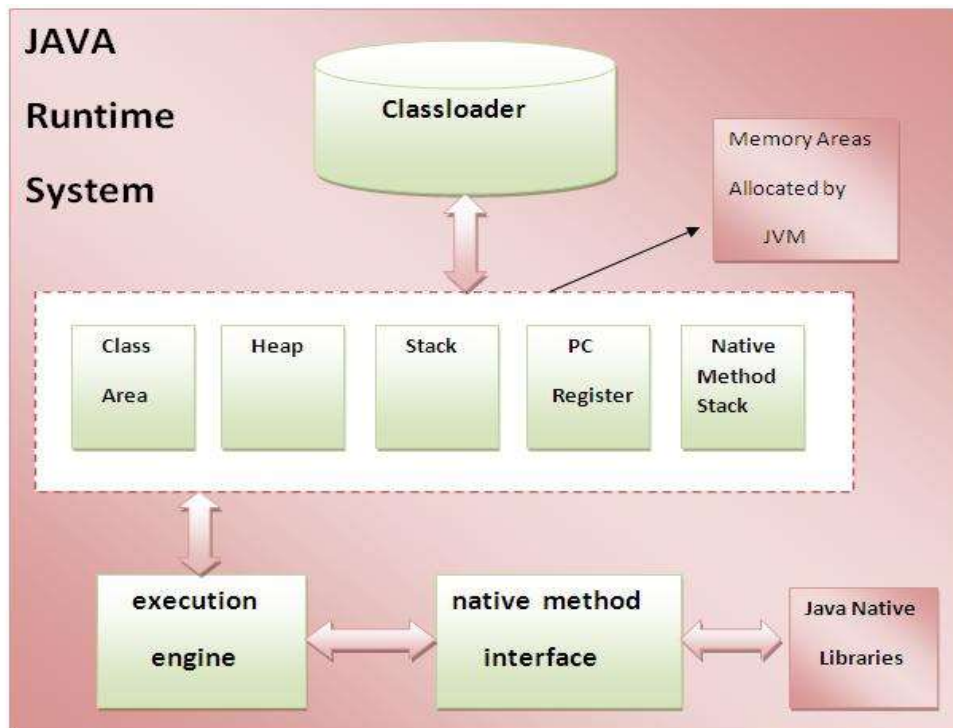 JAVA
Runtime
System
Classloader
Memory Areas
Allocated by
JVM
Class
Area
Heap
Stack
PC
Register
Native
Method
Stack
execution
engine
native method
interface
Java Native
Libraries